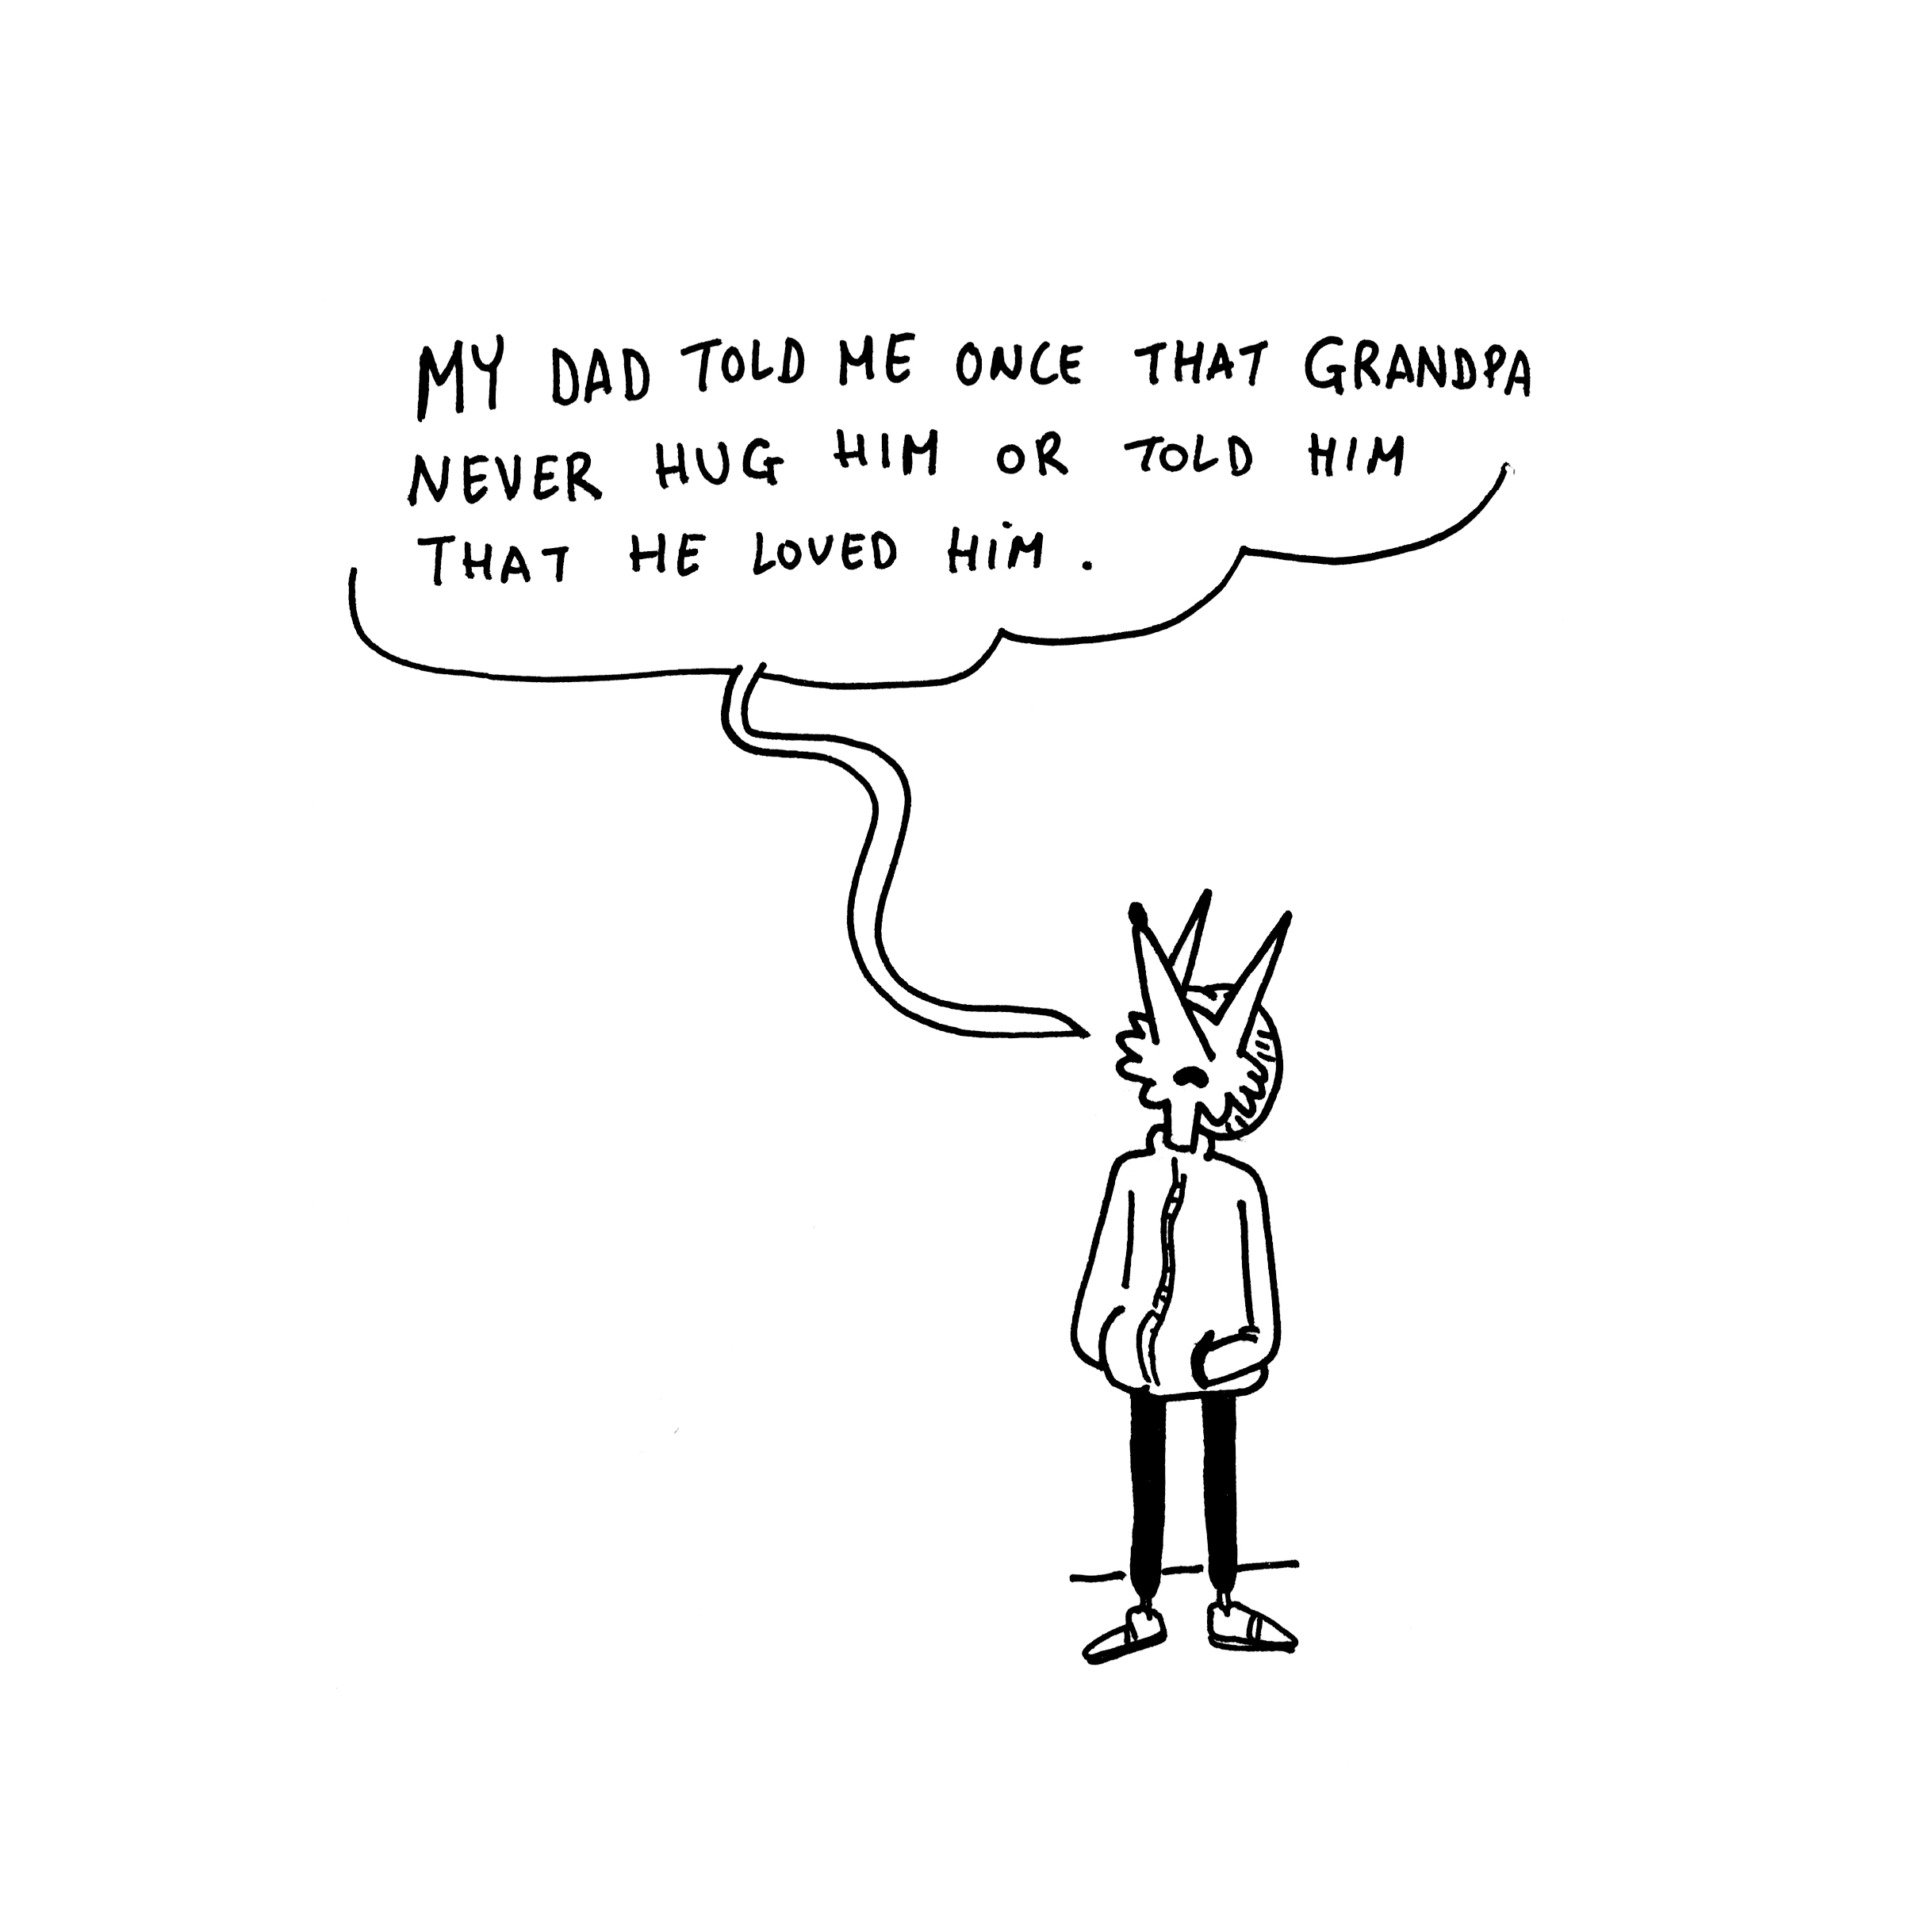 MY DAD TOLD ME ONCE THAT GRANDPA
NEVER HUG HIM OR TOLD HIM
THAT HE LOVED HIM.